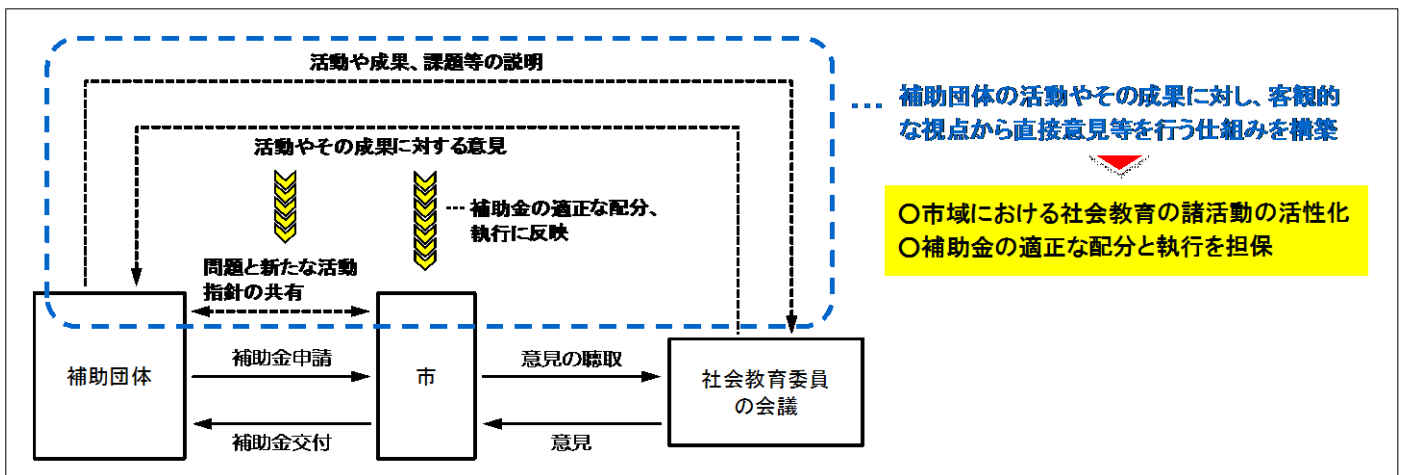 活動や成果、課題等の説明
活動やその成果に対する意見
… 補助金の適正な配分、
執行に反映
問題と新たな活動
指針の共有
補助団体
補助金申請
補助金交付
市
意見の聴取
意見
社会教育委員
の会議
… 補助団体の活動やその成果に対し、客観的
な視点から直接意見等を行う仕組みを構築
○市域における社会教育の諸活動の活性化
○補助金の適正な配分と執行を担保